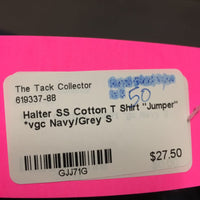 The Tack Collector
619337-88
50
Halter SS Cotton T Shirt "Jumper"
*vgc Navy/Grey S
$27.50
GJJ71G